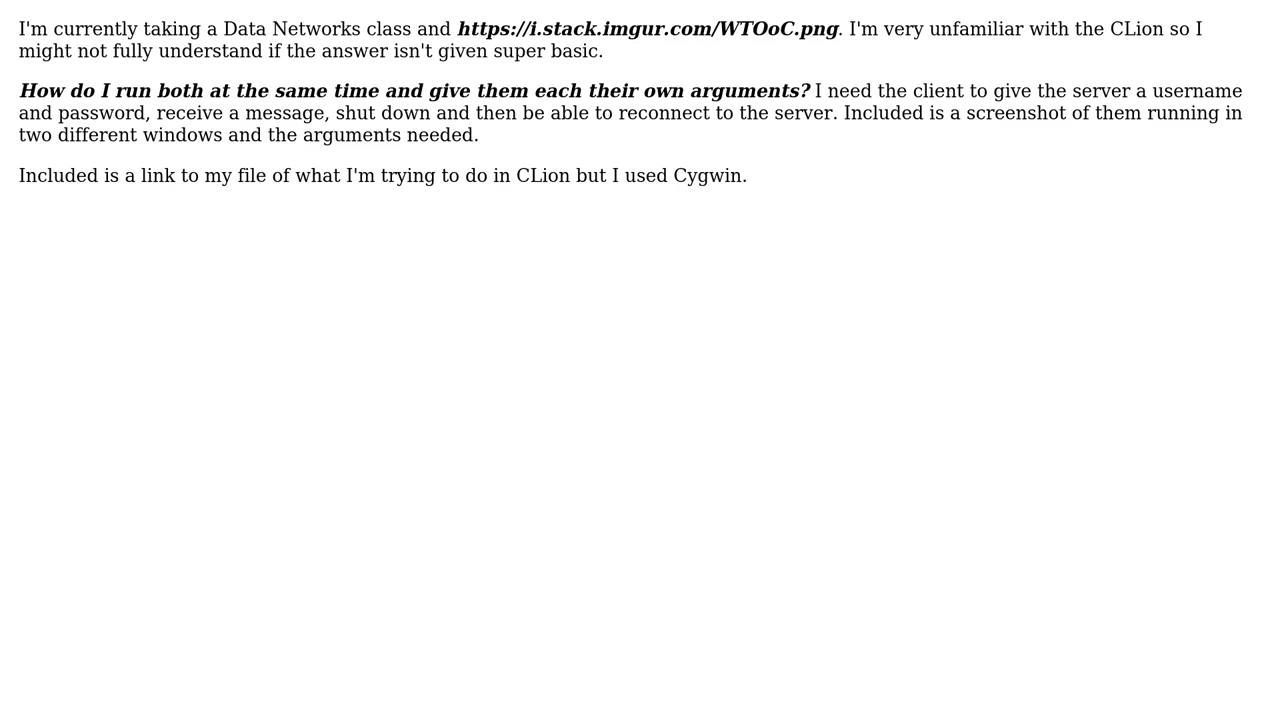 I'm currently taking a Data Networks class and https://i.stack.imgur.com/WTOoC.png. I'm very unfamiliar with the CLion so I
might not fully understand if the answer isn't given super basic.
How do I run both at the same time and give them each their own arguments? I need the client to give the server a username
and password, receive a message, shut down and then be able to reconnect to the server. Included is a screenshot of them running in
two different windows and the arguments needed.
Included is a link to my file of what I'm trying to do in CLion but I used Cygwin.